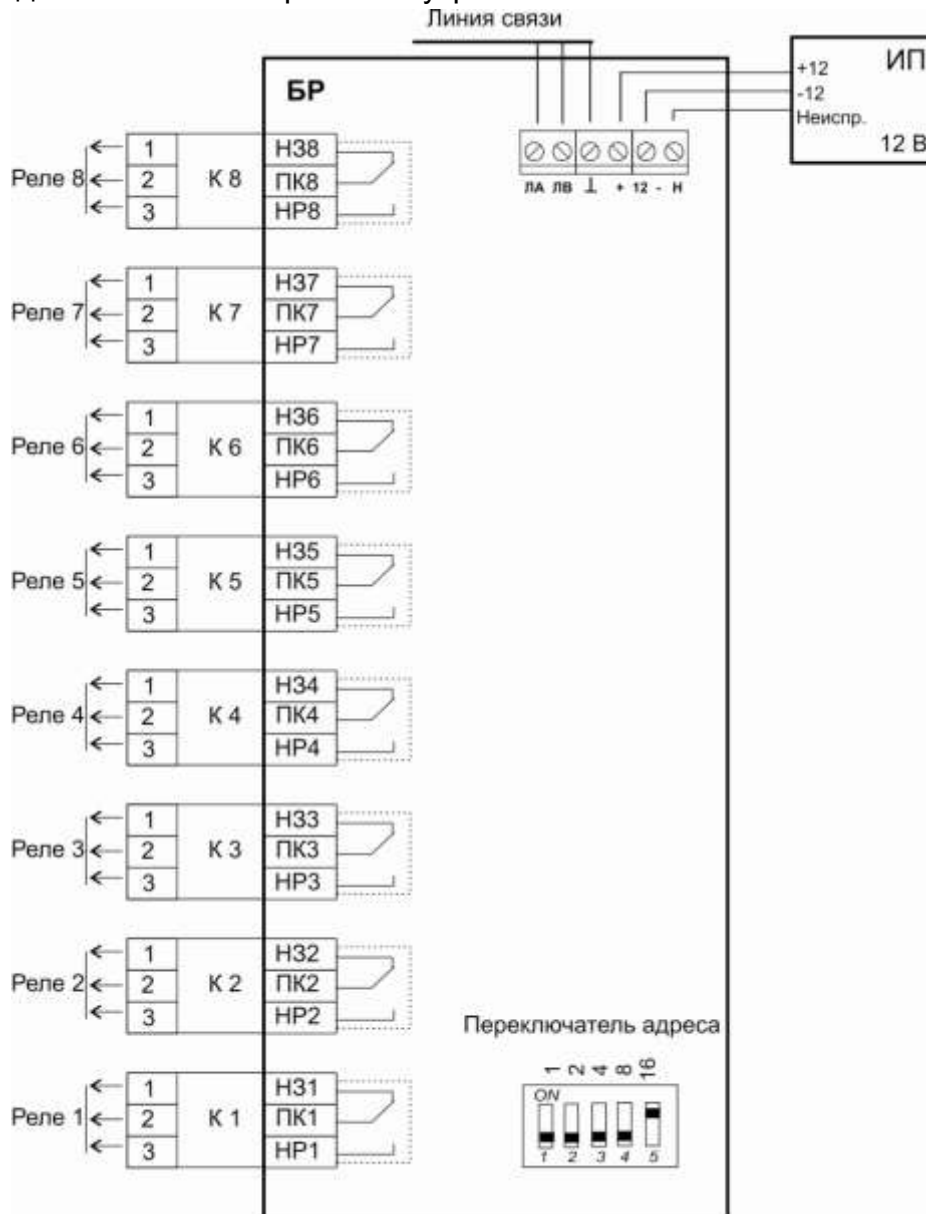 Линия связи
БР
ИП
+12
-12
Неиспр.
12 В
ЛА ЛВ ⊥ + 12 - Н
Реле 8
1
2
3
К 8
НЗ8
ПК8
НР8
Реле 7
1
2
3
К 7
НЗ7
ПК7
НР7
Реле 6
1
2
3
К 6
НЗ6
ПК6
НР6
Реле 5
1
2
3
К 5
НЗ5
ПК5
НР5
Реле 4
1
2
3
К 4
НЗ4
ПК4
НР4
Реле 3
1
2
3
К 3
НЗ3
ПК3
НР3
Реле 2
1
2
3
К 2
НЗ2
ПК2
НР2
Реле 1
1
2
3
К 1
НЗ1
ПК1
НР1
Переключатель адреса
1 2 4 8 16
ON
1 2 3 4 5